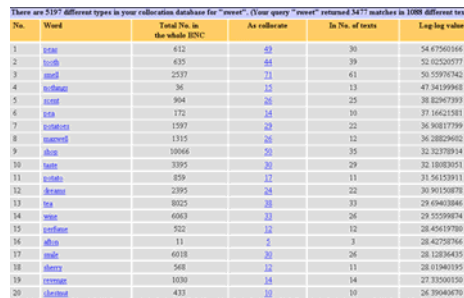 There are 5197 different types in your collocation database for "sweet". (Your query "sweet" returned 3477 matches in 1088 different tex
No. Word Total No. in the whole BNC As collocate In No. of texts Log-log value
1 peas 612 49 30 54.67560166
2 tooth 635 44 39 52.02520577
3 smell 2537 71 61 50.55976742
4 nothings 36 15 13 47.34199968
5 scent 904 26 25 38.82967393
6 pea 172 14 10 37.16621581
7 potatoes 1597 29 22 36.90817799
8 maxwell 1315 26 12 36.28829602
9 shop 10066 50 35 32.32378914
10 taste 3395 30 29 32.18083051
11 potato 859 17 11 31.56153911
12 dreams 2395 24 22 30.90150878
13 tea 8025 38 33 29.69403846
14 wine 6063 33 26 29.55599874
15 perfume 522 12 12 28.45619780
16 afton 11 5 3 28.42758766
17 smile 6018 30 26 28.12836435
18 sherry 568 12 11 28.01940195
19 revenge 1030 14 14 27.33500150
20 chestnut 433 10 10 26.39040670